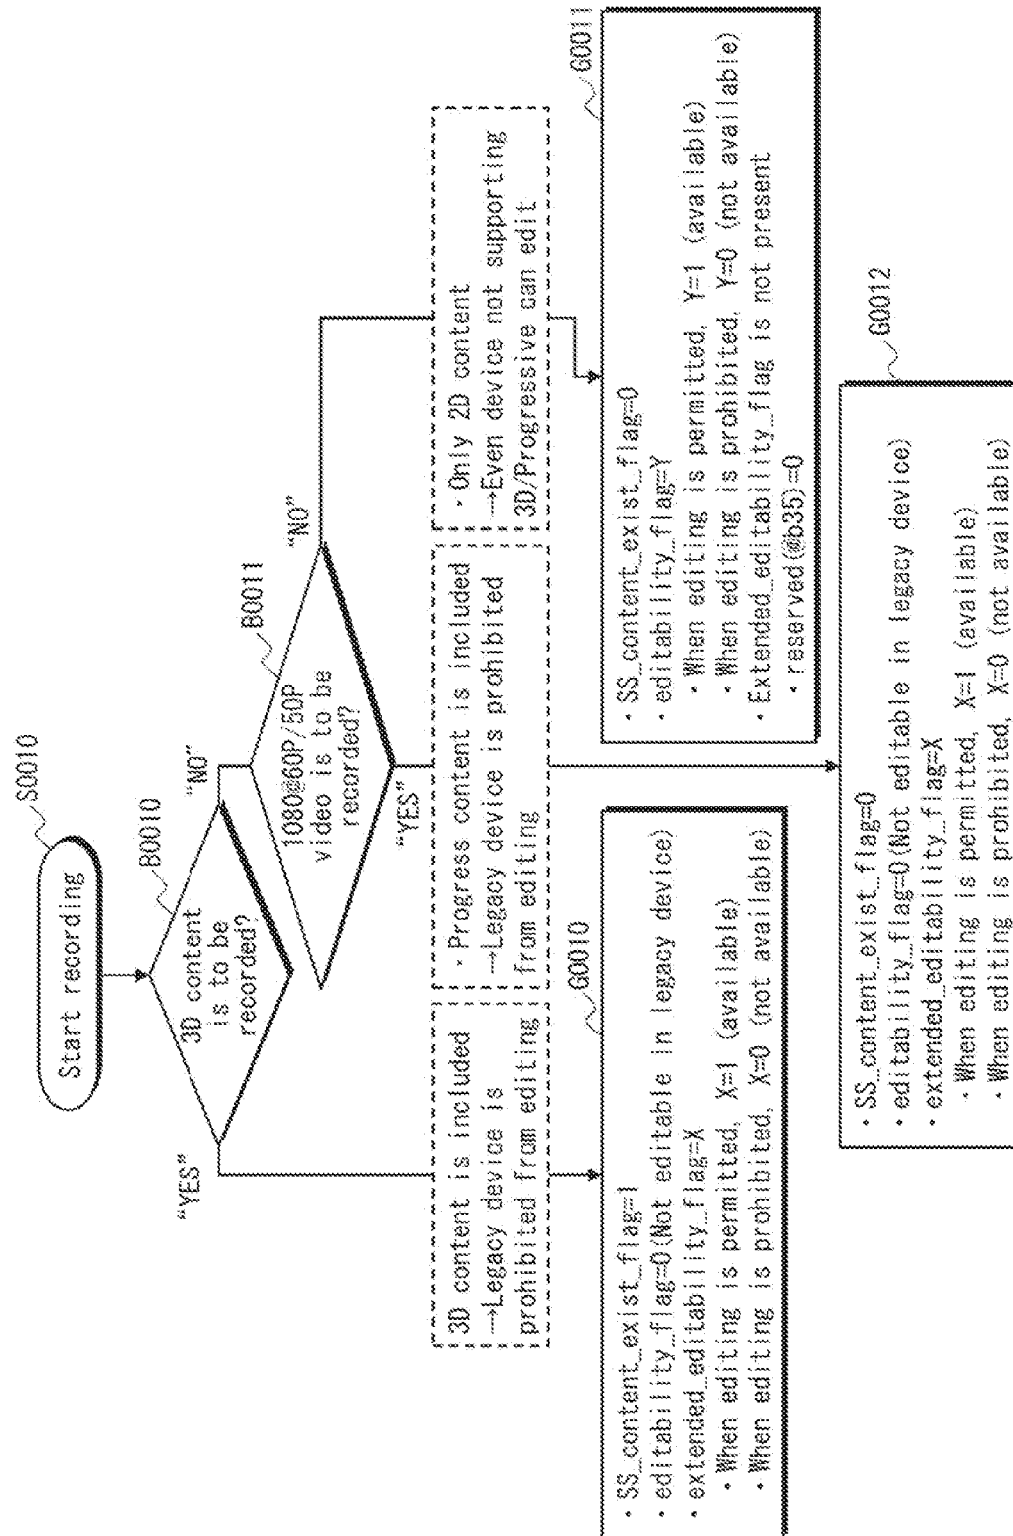 Start recording
S0010
3D content
is to be
recorded?
B0010
“YES”
“NO”
1080@60P/50P
video is to be
recorded?
B0011
“YES”
“NO”
3D content is included
→Legacy device is
prohibited from editing
・Progress content is included
→Legacy device is prohibited
from editing
・Only 2D content
→Even device not supporting
3D/Progressive can edit
G0010
・SS_content_exist_flag=1
・editability_flag=0(Not editable in legacy device)
・extended_editability_flag=X
・When editing is permitted, X=1 (available)
・When editing is prohibited, X=0 (not available)
G0011
・SS_content_exist_flag=0
・editability_flag=Y
・When editing is permitted, Y=1 (available)
・When editing is prohibited, Y=0 (not available)
・Extended_editability_flag is not present
・reserved(@b35)=0
G0012
・SS_content_exist_flag=0
・editability_flag=0(Not editable in legacy device)
・extended_editability_flag=X
・When editing is permitted, X=1 (available)
・When editing is prohibited, X=0 (not available)